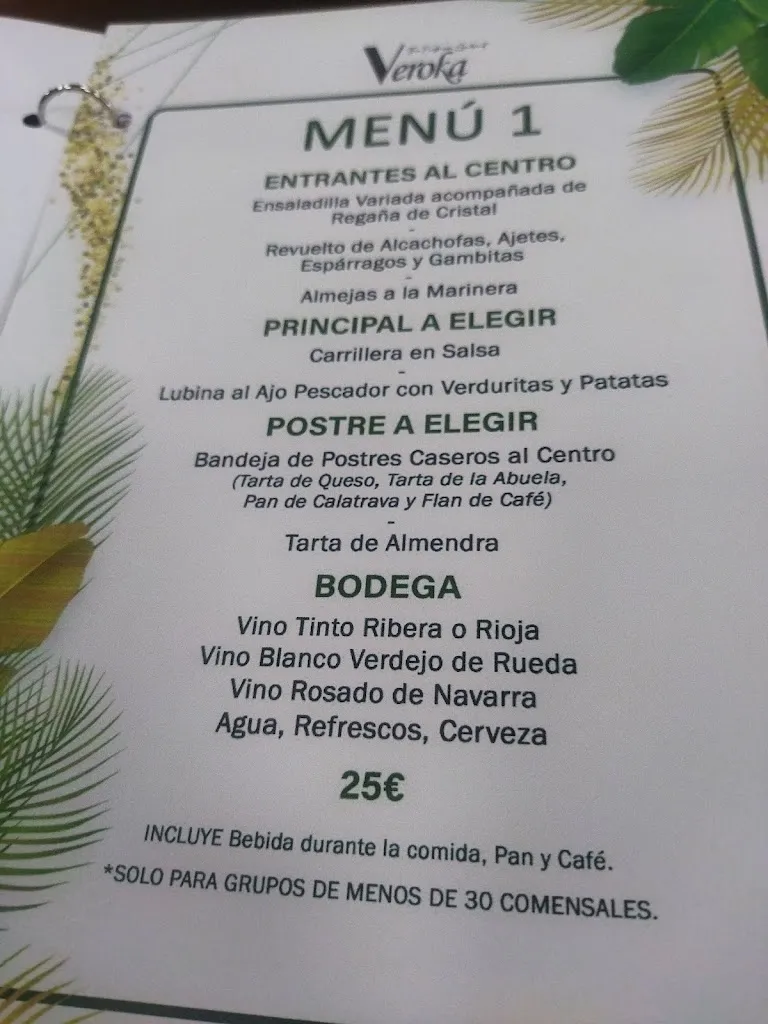 Veroka
MENÚ 1
ENTRANTES AL CENTRO
Ensaladilla Variada acompañada de
Regaña de Cristal
-
Revuelto de Alcachofas, Ajetes,
Espárragos y Gambitas
-
Almejas a la Marinera
PRINCIPAL A ELEGIR
Carrillera en Salsa
-
Lubina al Ajo Pescador con Verduritas y Patatas
POSTRE A ELEGIR
Bandeja de Postres Caseros al Centro
(Tarta de Queso, Tarta de la Abuela,
Pan de Calatrava y Flan de Café)
-
Tarta de Almendra
BODEGA
Vino Tinto Ribera o Rioja
Vino Blanco Verdejo de Rueda
Vino Rosado de Navarra
Agua, Refrescos, Cerveza
25€
INCLUYE Bebida durante la comida, Pan y Café.
*SOLO PARA GRUPOS DE MENOS DE 30 COMENSALES.